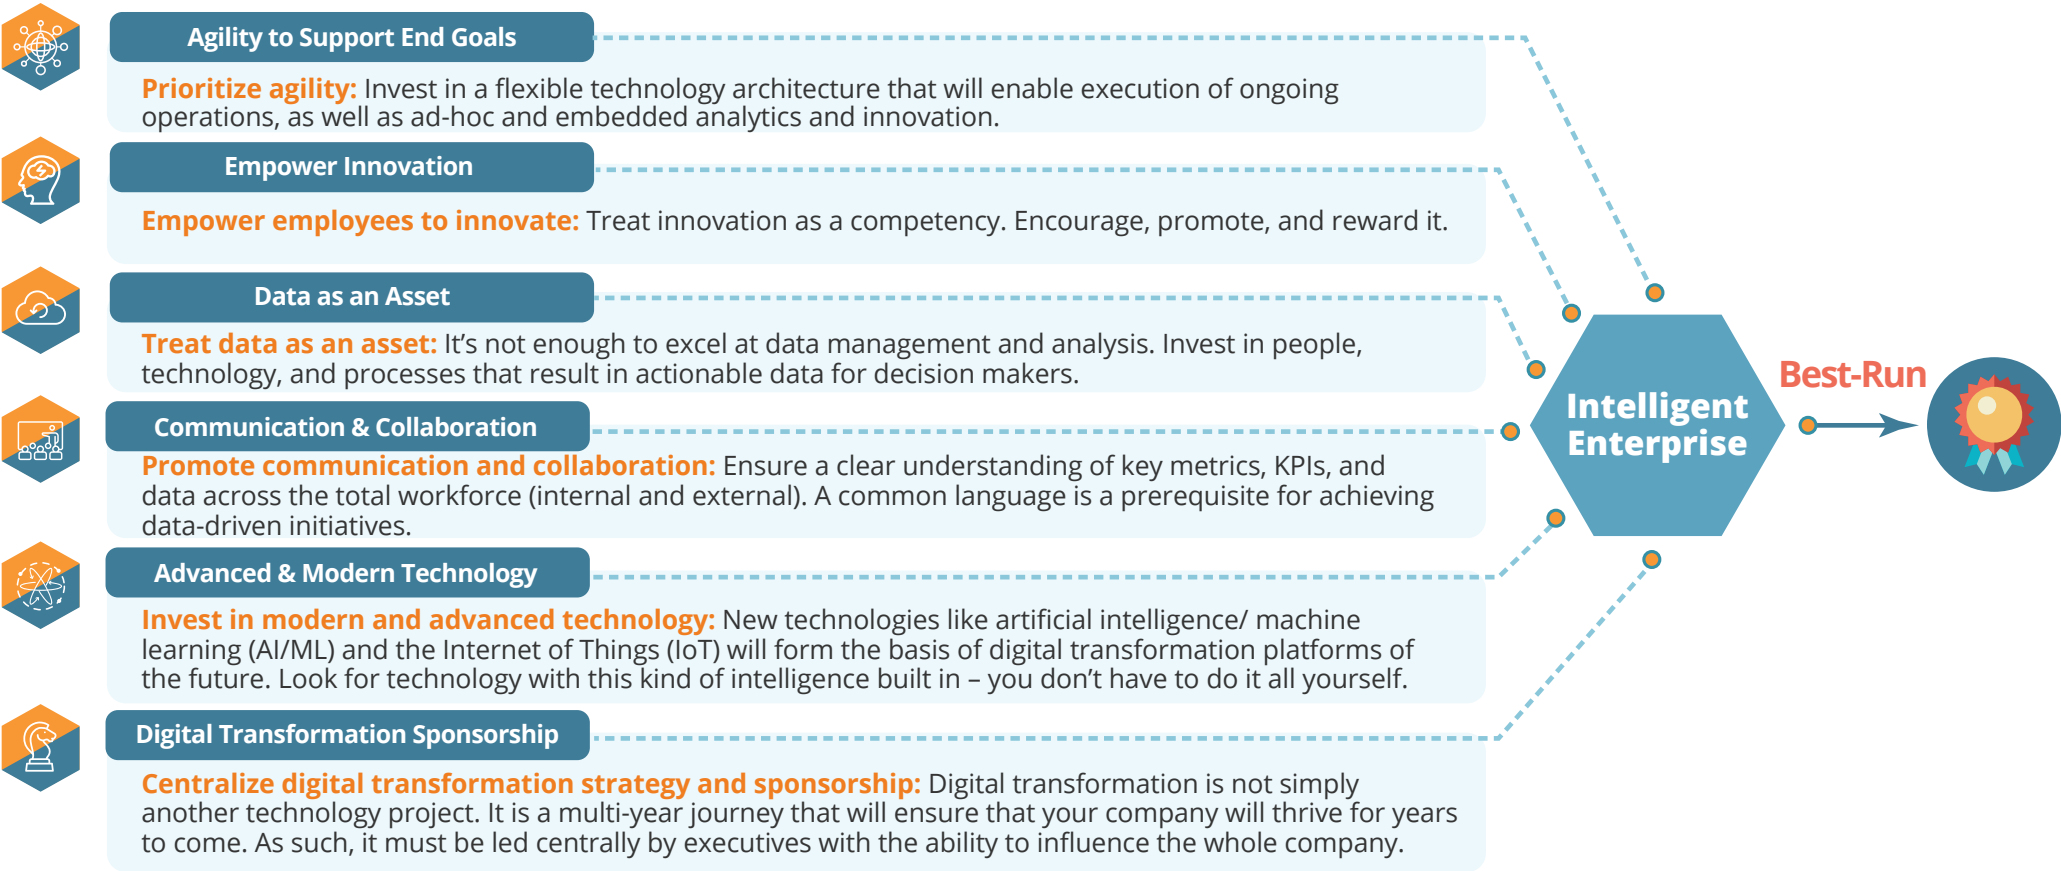 Agility to Support End Goals
Prioritize agility: Invest in a flexible technology architecture that will enable execution of ongoing
operations, as well as ad-hoc and embedded analytics and innovation.
Empower Innovation
Empower employees to innovate: Treat innovation as a competency. Encourage, promote, and reward it.
Data as an Asset
Treat data as an asset: It’s not enough to excel at data management and analysis. Invest in people,
technology, and processes that result in actionable data for decision makers.
Communication & Collaboration
Promote communication and collaboration: Ensure a clear understanding of key metrics, KPIs, and
data across the total workforce (internal and external). A common language is a prerequisite for achieving
data-driven initiatives.
Advanced & Modern Technology
Invest in modern and advanced technology: New technologies like artificial intelligence/ machine
learning (AI/ML) and the Internet of Things (IoT) will form the basis of digital transformation platforms of
the future. Look for technology with this kind of intelligence built in – you don’t have to do it all yourself.
Digital Transformation Sponsorship
Centralize digital transformation strategy and sponsorship: Digital transformation is not simply
another technology project. It is a multi-year journey that will ensure that your company will thrive for years
to come. As such, it must be led centrally by executives with the ability to influence the whole company.
Intelligent
Enterprise
Best-Run